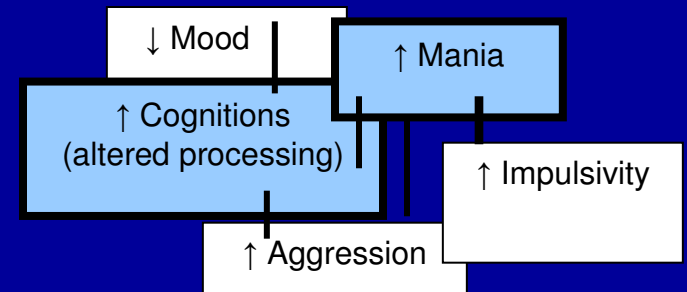 ↓ Mood
↑ Mania
↑ Cognitions
(altered processing)
↑ Impulsivity
↑ Aggression